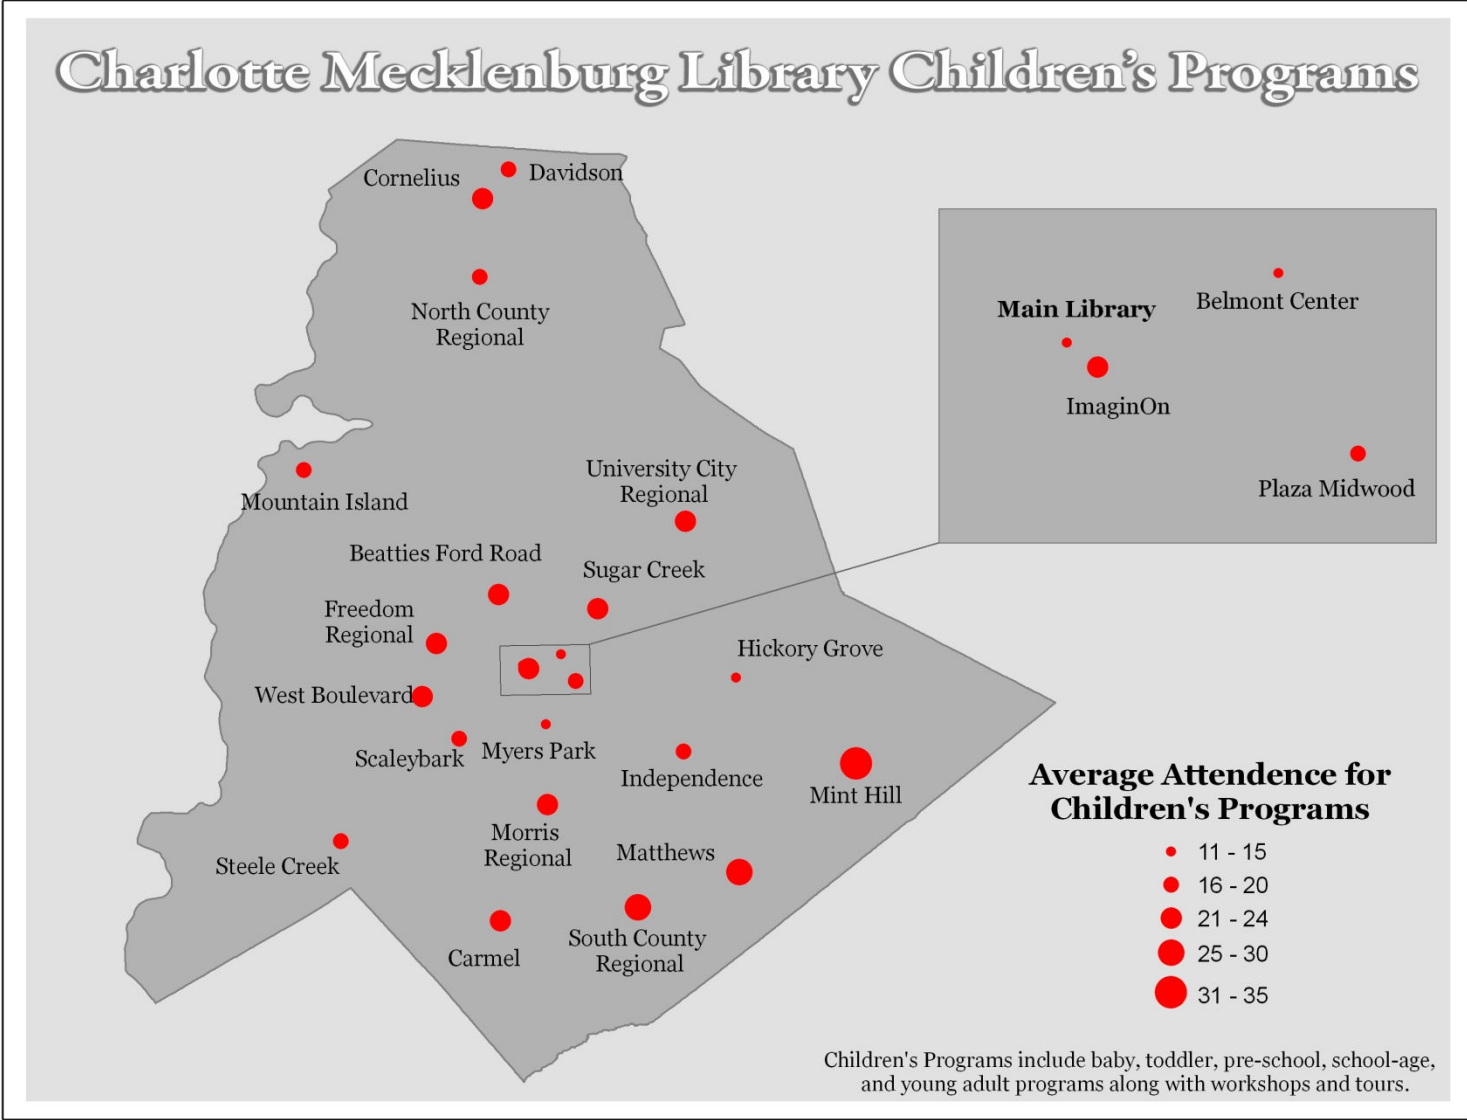 Charlotte Mecklenburg Library Children's Programs
Cornelius
Davidson
North County
Regional
Main Library
Belmont Center
ImaginOn
Plaza Midwood
Mountain Island
University City
Regional
Beatties Ford Road
Sugar Creek
Freedom
Regional
Hickory Grove
West Boulevard
Scaleybark
Myers Park
Independence
Mint Hill
Morris
Regional
Matthews
Steele Creek
Carmel
South County
Regional
Average Attendence for
Children's Programs
11 - 15
16 - 20
21 - 24
25 - 30
31 - 35
Children's Programs include baby, toddler, pre-school, school-age,
and young adult programs along with workshops and tours.